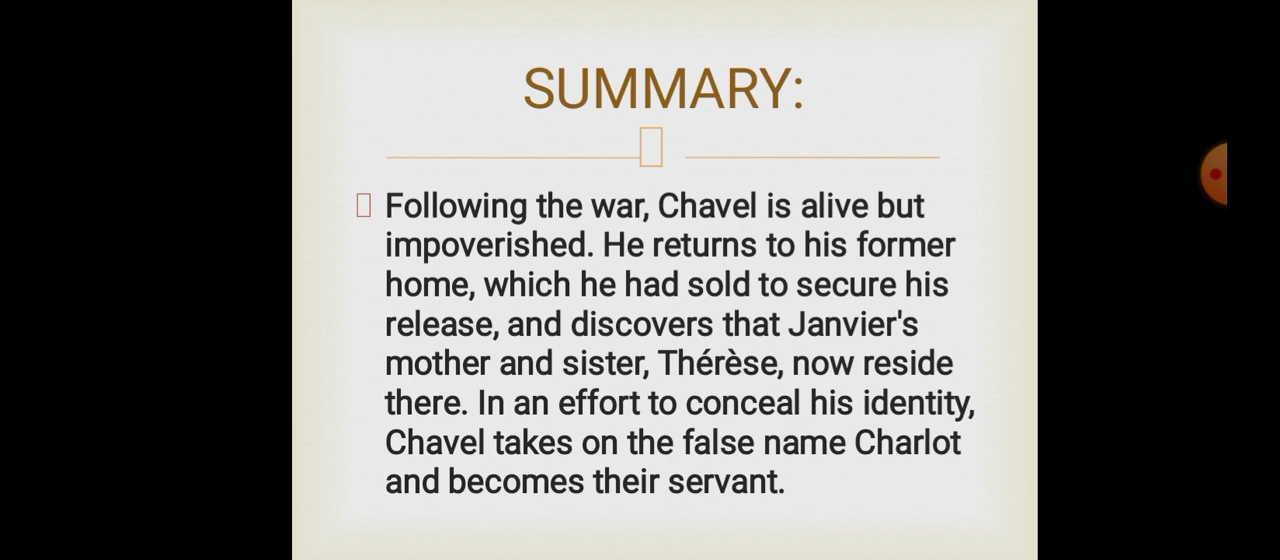 SUMMARY:
Following the war, Chavel is alive but
impoverished. He returns to his former
home, which he had sold to secure his
release, and discovers that Janvier's
mother and sister, Thérèse, now reside
there. In an effort to conceal his identity,
Chavel takes on the false name Charlot
and becomes their servant.